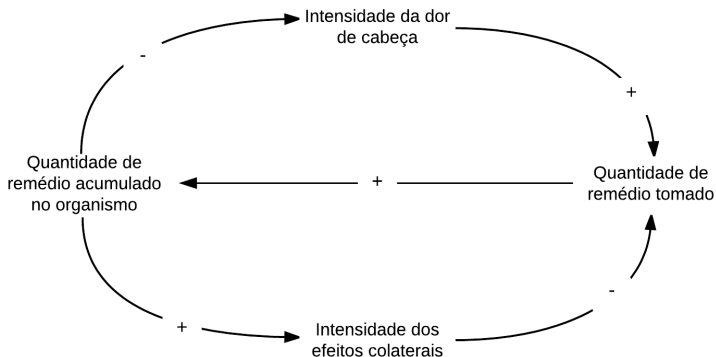 Intensidade da dor
de cabeça
-
+
Quantidade de
remédio acumulado
no organismo
+
Quantidade de
remédio tomado
-
+
Intensidade dos
efeitos colaterais